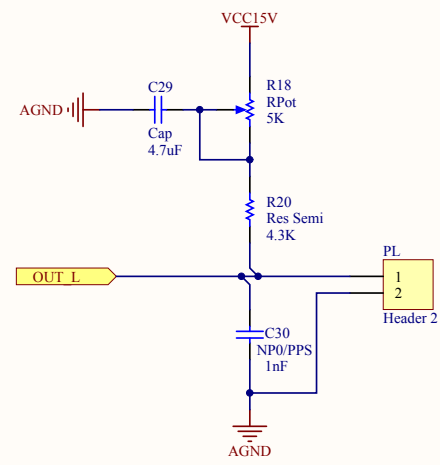 VCC15V
R18
RPot
5K
C29
AGND
Cap
4.7uF
R20
Res Semi
4.3K
PL
OUT_L
1
2
Header 2
C30
NP0/PPS
1nF
AGND